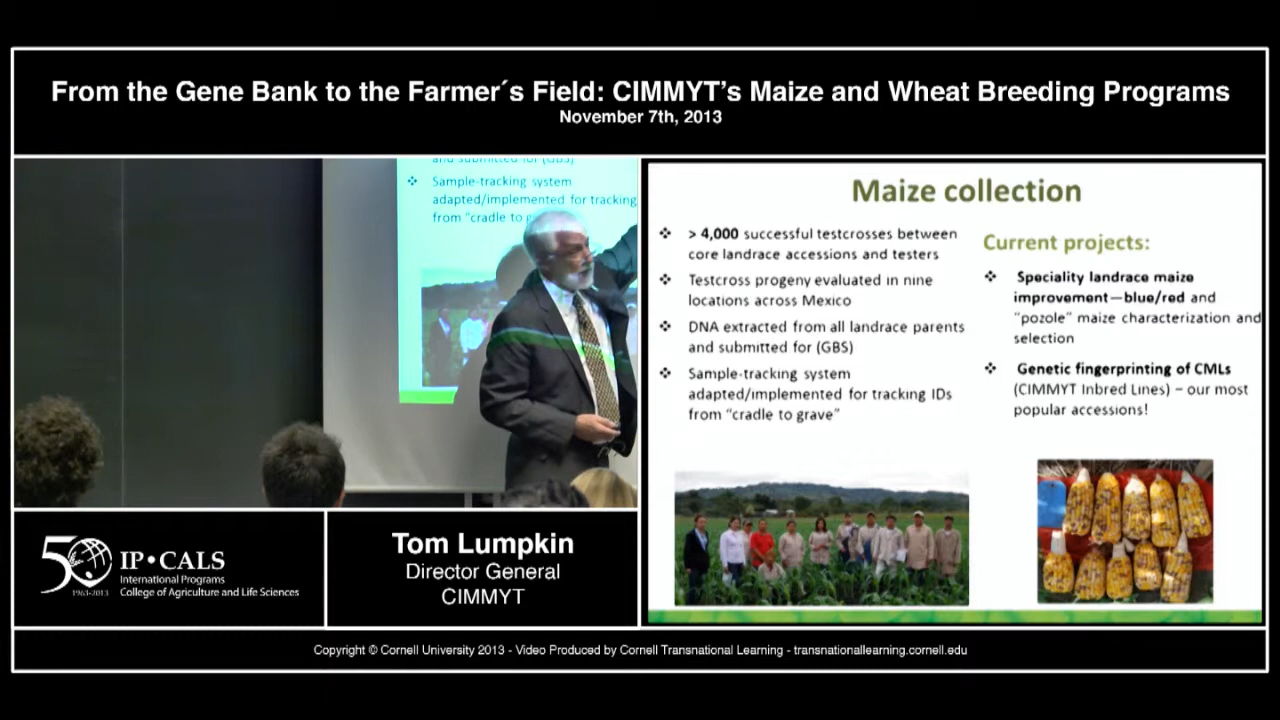 From the Gene Bank to the Farmer´s Field: CIMMYT's Maize and Wheat Breeding Programs
November 7th, 2013
and submitted for (GBS)
Sample-tracking system
adapted/implemented for tracking
from "cradle to
Maize collection
> 4,000 successful testcrosses between
core landrace accessions and testers
Testcross progeny evaluated in nine
locations across Mexico
DNA extracted from all landrace parents
and submitted for (GBS)
Sample-tracking system
adapted/implemented for tracking IDs
from "cradle to grave"
Current projects:
Speciality landrace maize
improvement—blue/red and
"pozole" maize characterization and
selection
Genetic fingerprinting of CMLs
(CIMMYT Inbred Lines) – our most
popular accessions!
50
1963-2013
IP•CALS
International Programs
College of Agriculture and Life Sciences
Tom Lumpkin
Director General
CIMMYT
Copyright © Cornell University 2013 - Video Produced by Cornell Transnational Learning - transnationallearning.cornell.edu